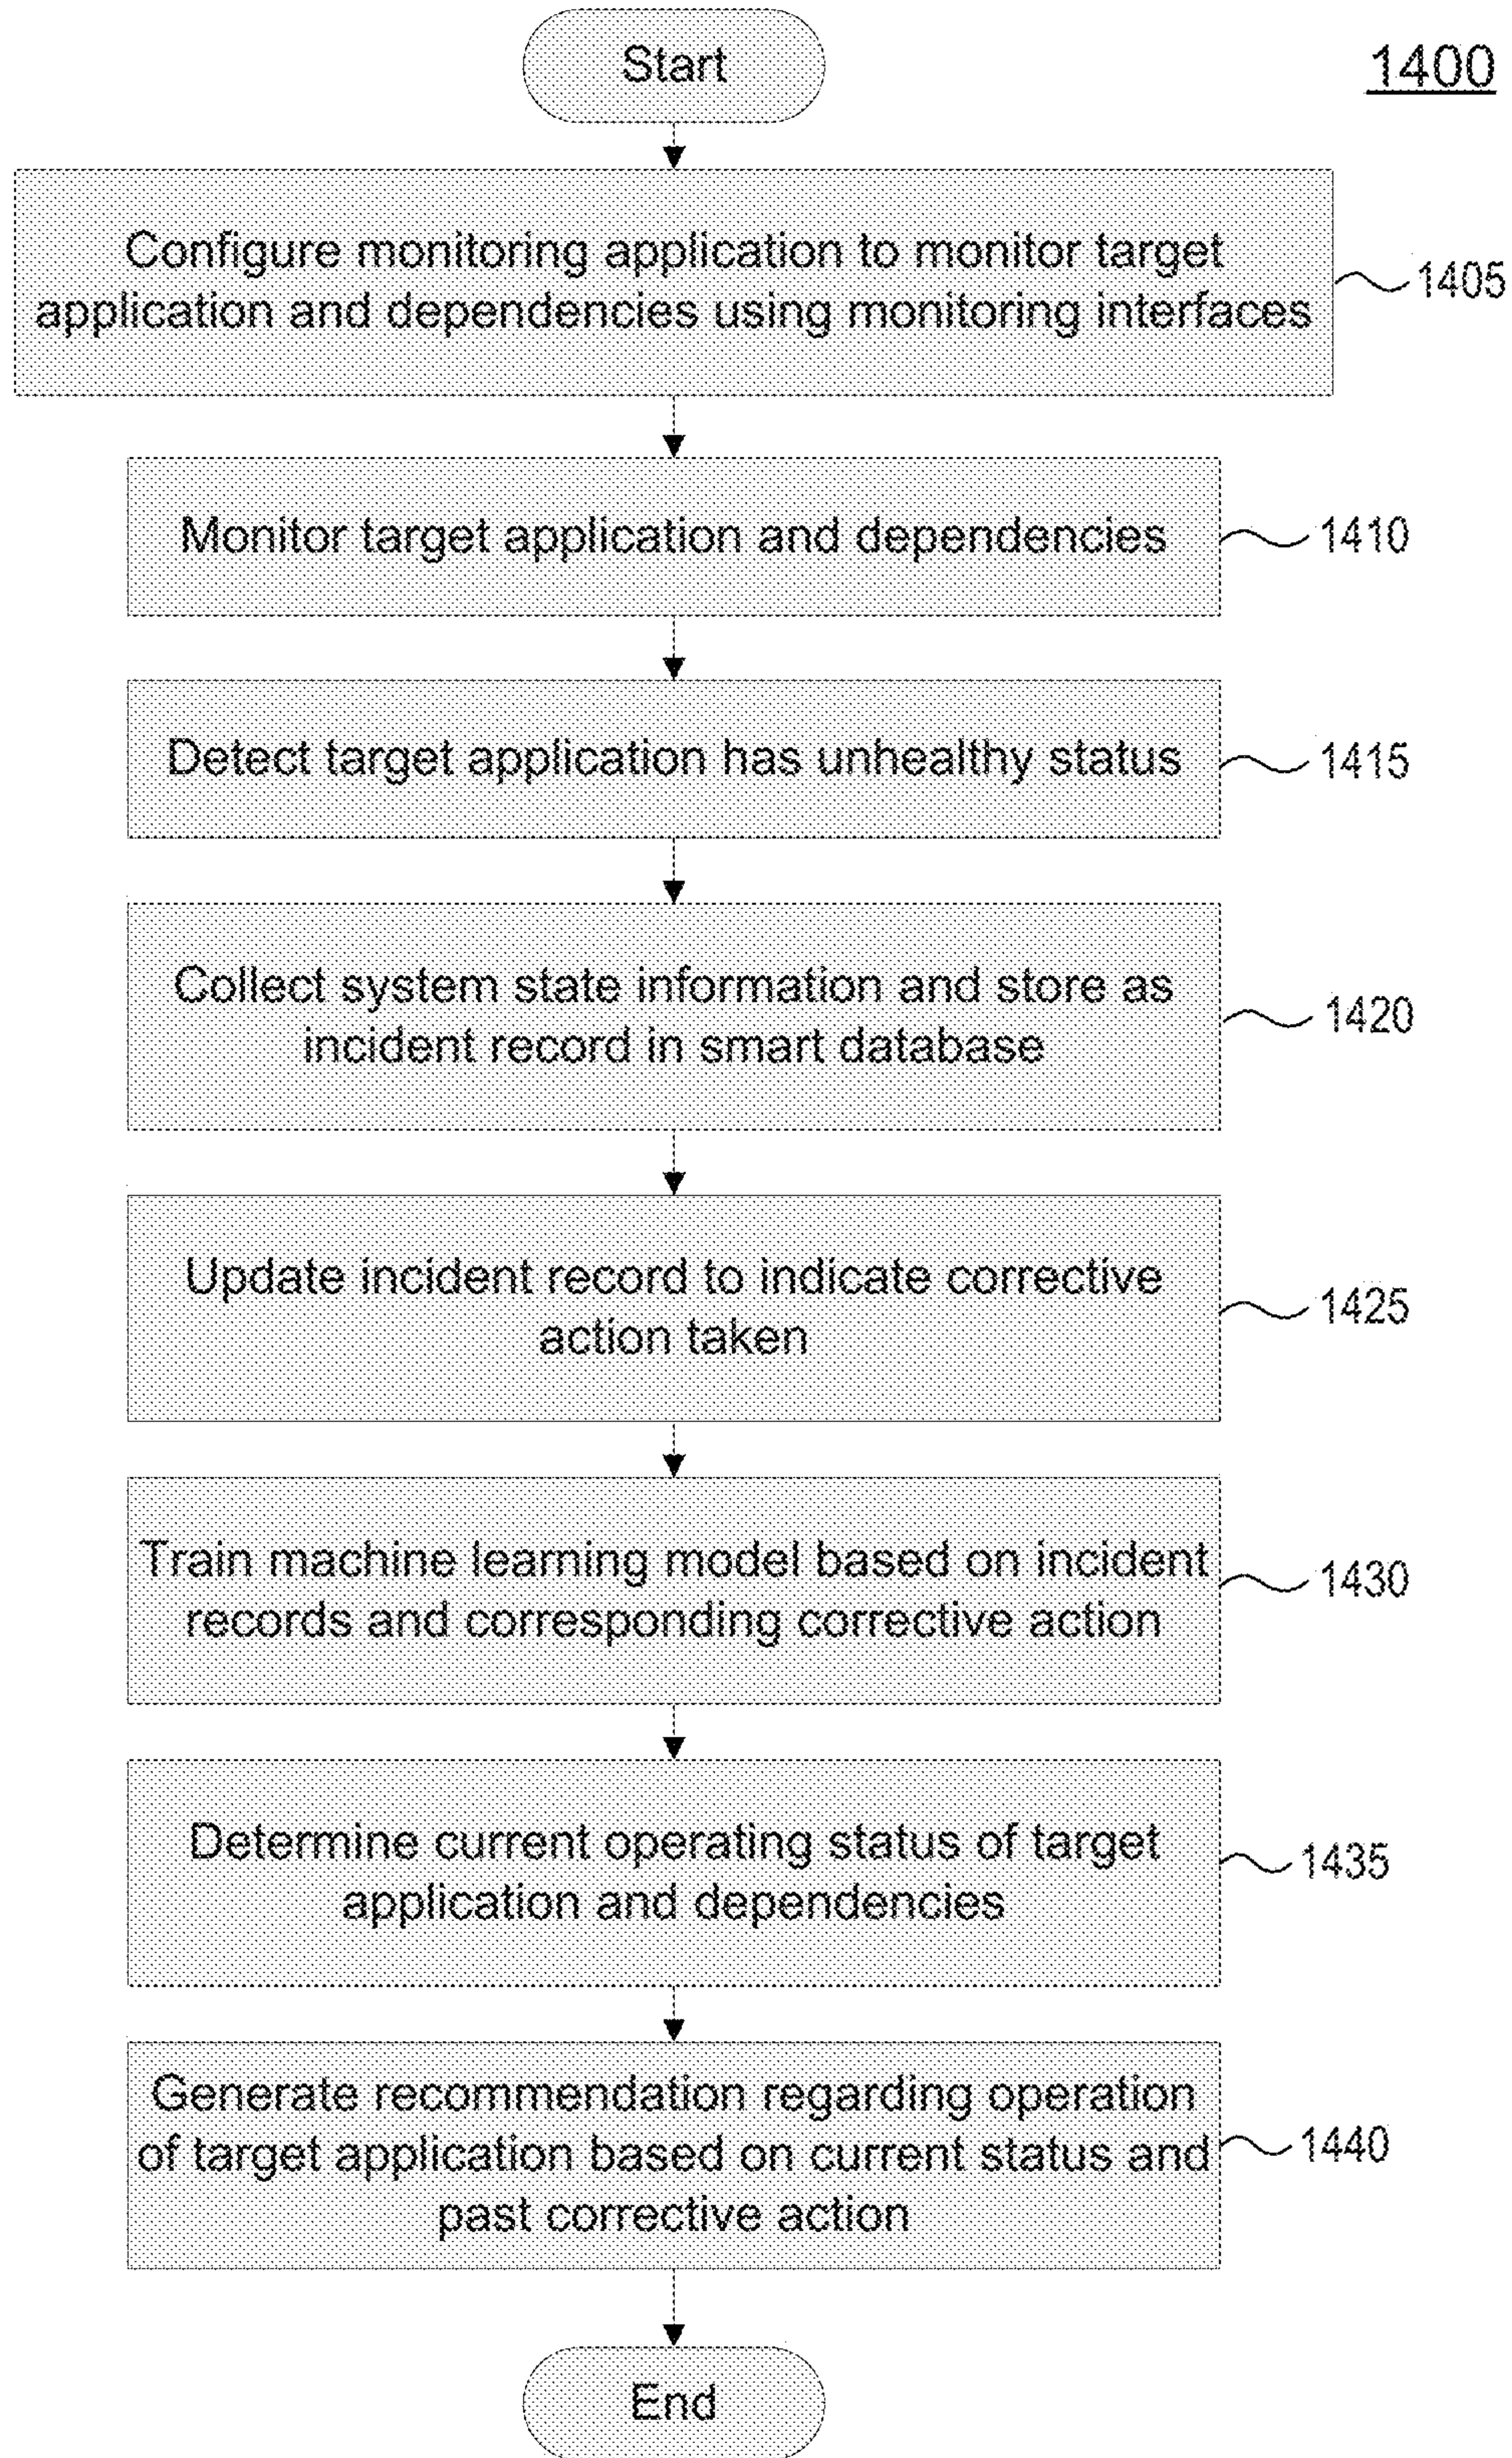 Start
1400
Configure monitoring application to monitor target
application and dependencies using monitoring interfaces
1405
Monitor target application and dependencies
1410
Detect target application has unhealthy status
1415
Collect system state information and store as
incident record in smart database
1420
Update incident record to indicate corrective
action taken
1425
Train machine learning model based on incident
records and corresponding corrective action
1430
Determine current operating status of target
application and dependencies
1435
Generate recommendation regarding operation
of target application based on current status and
past corrective action
1440
End